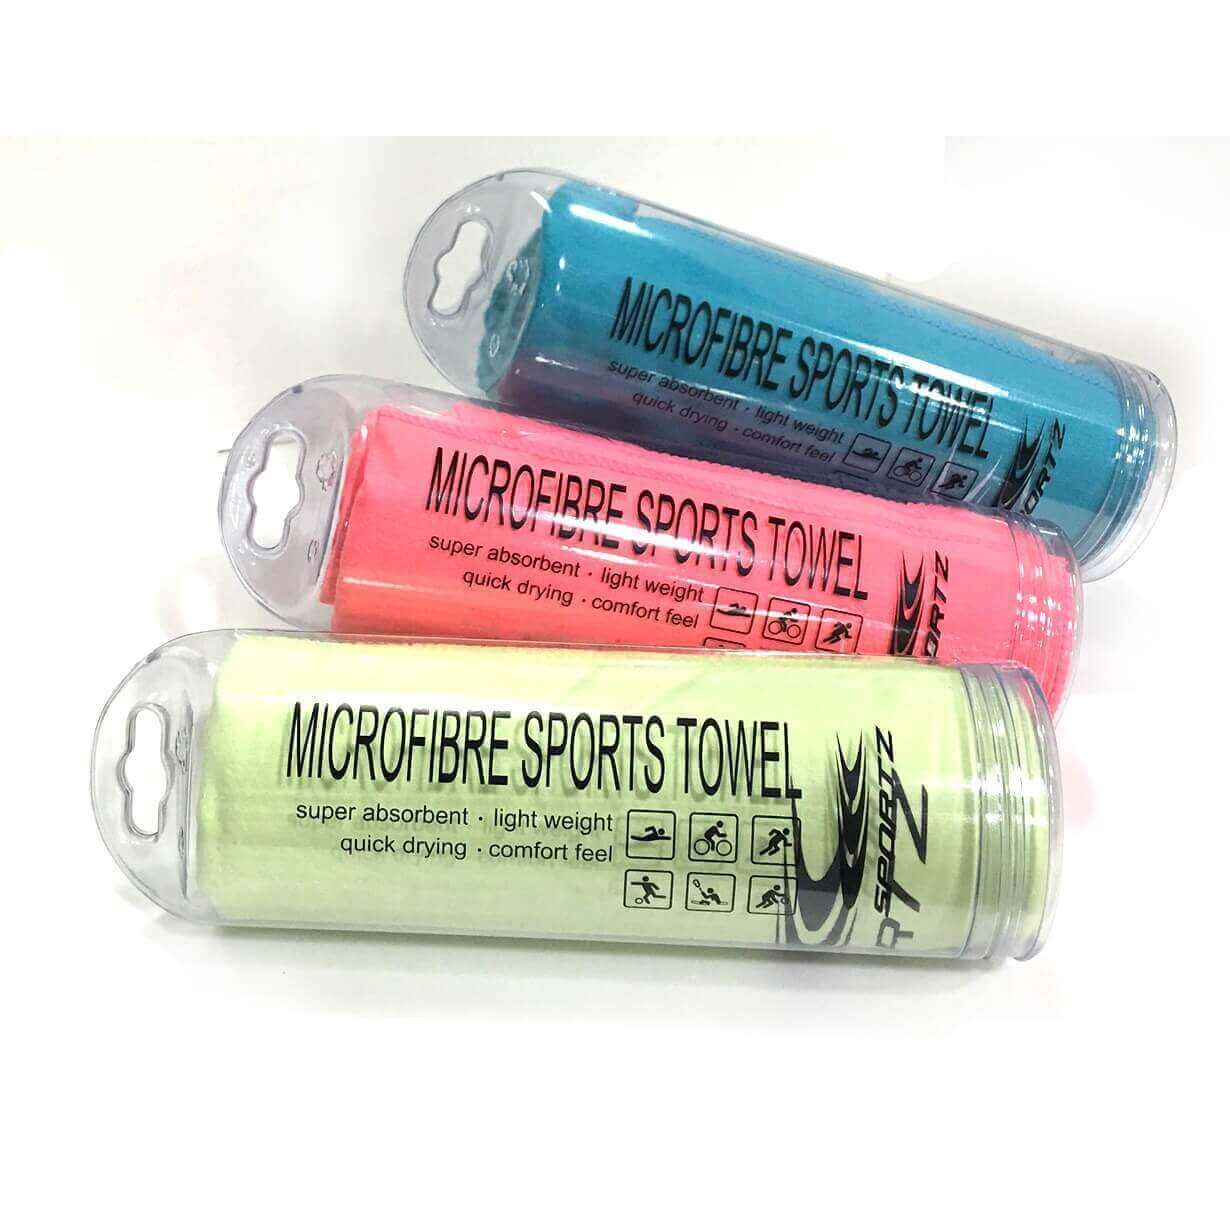 MICROFIBRE SPORTS TOWEL
super absorbent · light weight
quick drying · comfort feel
MICROFIBRE SPORTS TOWEL
super absorbent · light weight
quick drying · comfort feel
MICROFIBRE SPORTS TOWEL
super absorbent · light weight
quick drying · comfort feel
SPORTZ